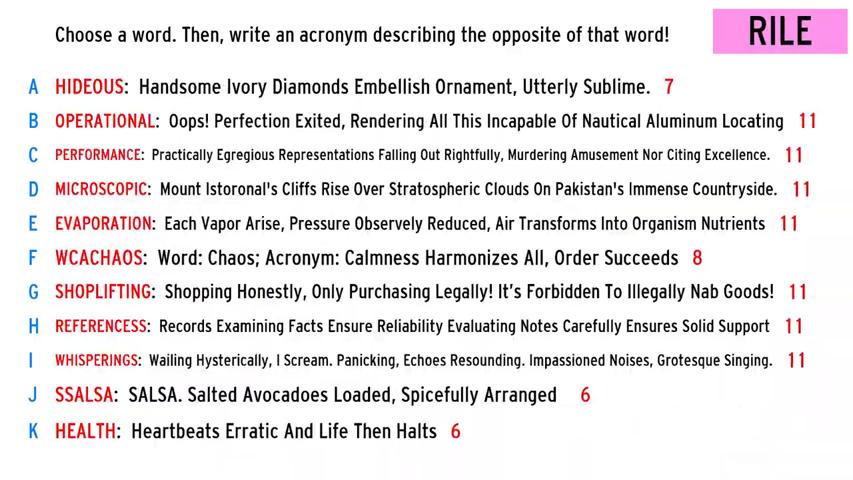 Choose a word. Then, write an acronym describing the opposite of that word!
RILE
A HIDEOUS: Handsome Ivory Diamonds Embellish Ornament, Utterly Sublime. 7
B OPERATIONAL: Oops! Perfection Exited, Rendering All This Incapable Of Nautical Aluminum Locating 11
C PERFORMANCE: Practically Egregious Representations Falling Out Rightfully, Murdering Amusement Nor Citing Excellence. 11
D MICROSCOPIC: Mount Istoronal's Cliffs Rise Over Stratospheric Clouds On Pakistan's Immense Countryside. 11
E EVAPORATION: Each Vapor Arise, Pressure Observely Reduced, Air Transforms Into Organism Nutrients 11
F WCACHAOS: Word: Chaos; Acronym: Calmness Harmonizes All, Order Succeeds 8
G SHOPLIFTING: Shopping Honestly, Only Purchasing Legally! It's Forbidden To Illegally Nab Goods! 11
H REFERENCESS: Records Examining Facts Ensure Reliability Evaluating Notes Carefully Ensures Solid Support 11
I WHISPERINGS: Wailing Hysterically, I Scream. Panicking, Echoes Resounding. Impassioned Noises, Grotesque Singing. 11
J SSALSA: SALSA. Salted Avocadoes Loaded, Spicefully Arranged 6
K HEALTH: Heartbeats Erratic And Life Then Halts 6